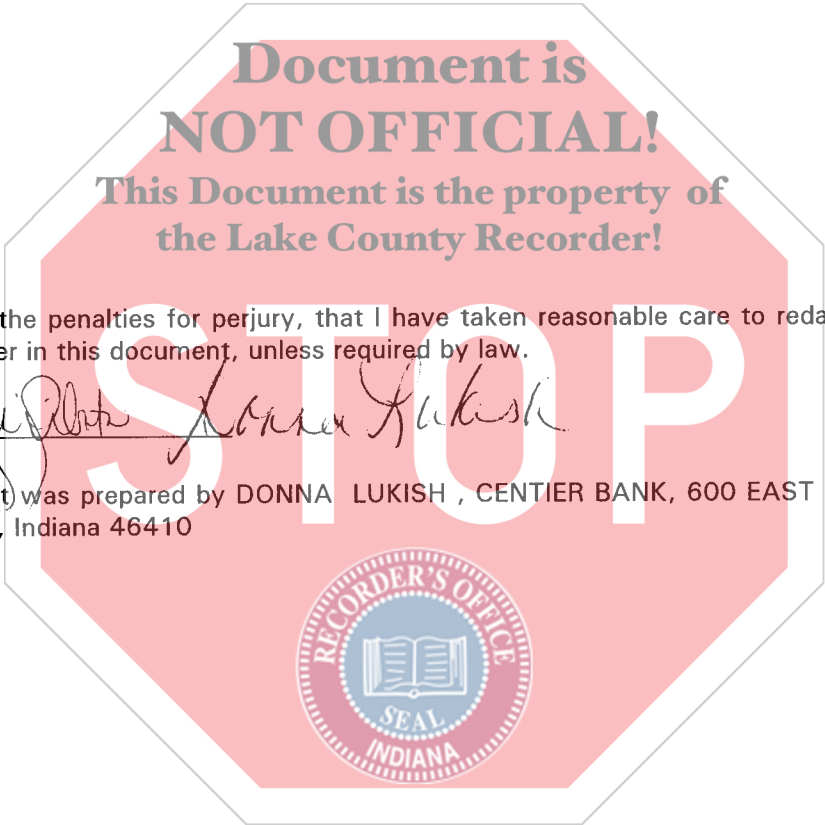 Document is
NOT OFFICIAL!
This Document is the property of
the Lake County Recorder!
STOP
the penalties for perjury, that I have taken reasonable care to reda
er in this document, unless required by law.
Donna Lukish
t) was prepared by DONNA LUKISH , CENTIER BANK, 600 EAST
, Indiana 46410
RECORDER'S OFFICE
SEAL
INDIANA